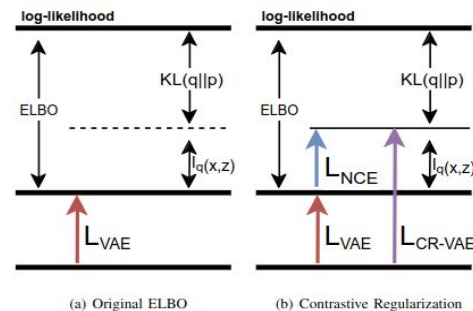 log-likelihood
ELBO
KL(q||p)
Iq(x,z)
LVAE
(a) Original ELBO
log-likelihood
ELBO
KL(q||p)
LNCE
Iq(x,z)
LVAE
LCR-VAE
(b) Contrastive Regularization